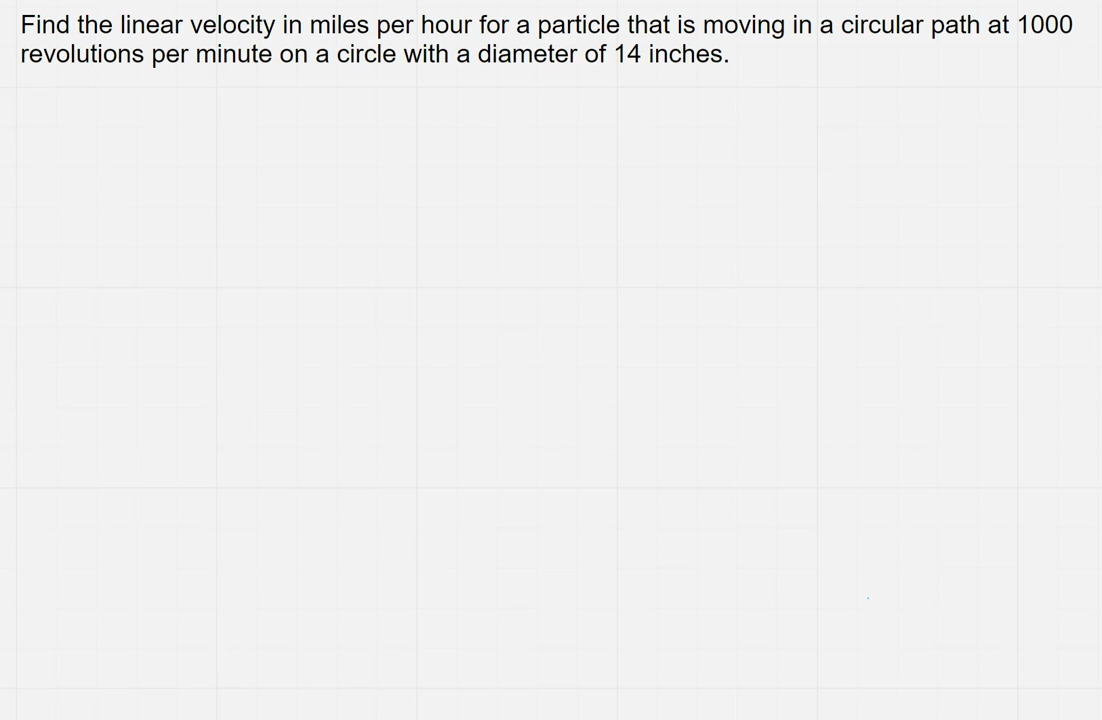 Find the linear velocity in miles per hour for a particle that is moving in a circular path at 1000
revolutions per minute on a circle with a diameter of 14 inches.